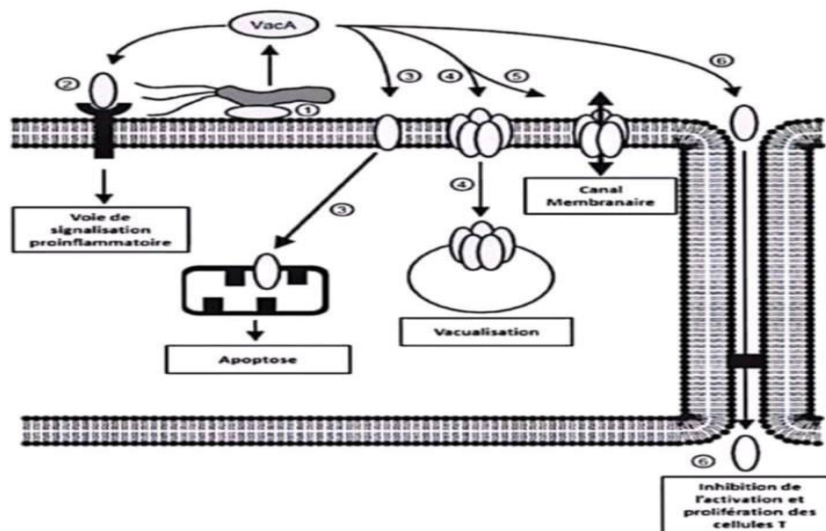 VacA
⑥
②
③
④
⑤
①
④
③
Voie de
signalisation
proinflammatoire
Canal
Membranaire
Vacualisation
Apoptose
⑥
Inhibition de
l'activation et
prolifération des
cellules T